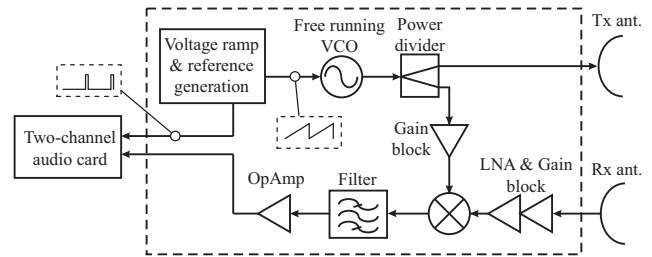 Free running
VCO
Power
divider
Tx ant.
Voltage ramp
& reference
generation
Two-channel
audio card
Gain
block
LNA & Gain
block
Rx ant.
OpAmp
Filter